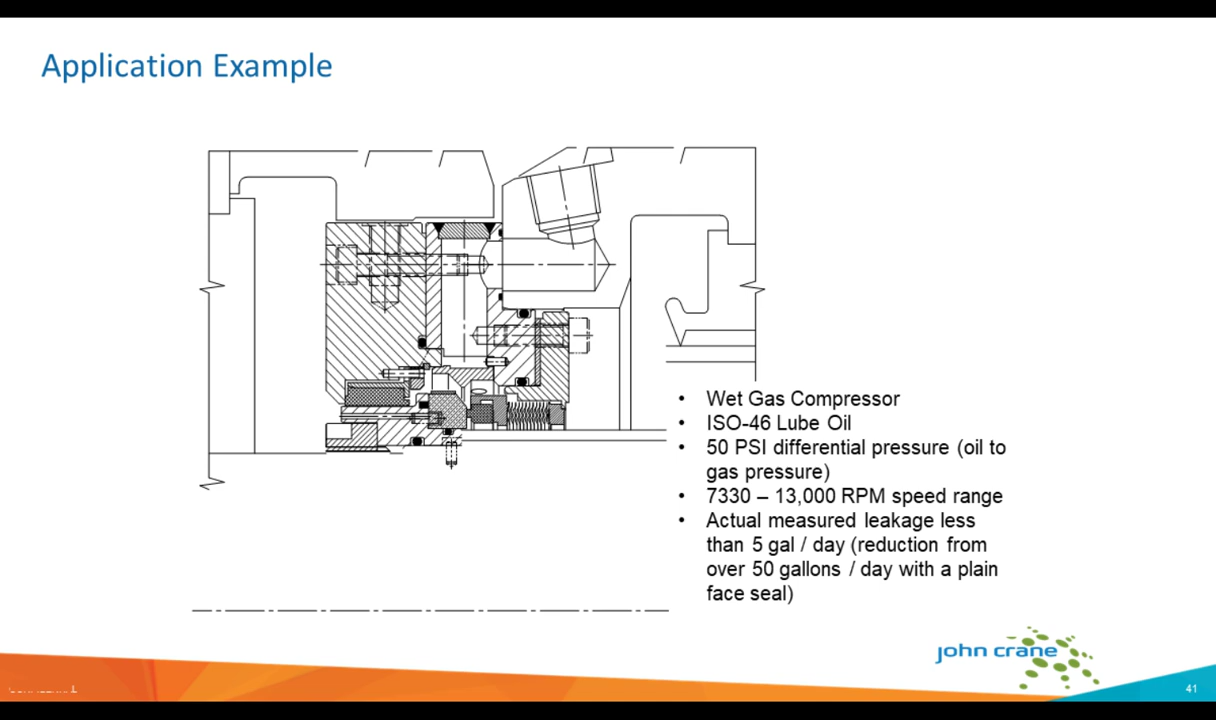 Application Example
• Wet Gas Compressor
• ISO-46 Lube Oil
• 50 PSI differential pressure (oil to
gas pressure)
• 7330 – 13,000 RPM speed range
• Actual measured leakage less
than 5 gal / day (reduction from
over 50 gallons / day with a plain
face seal)
john crane
41